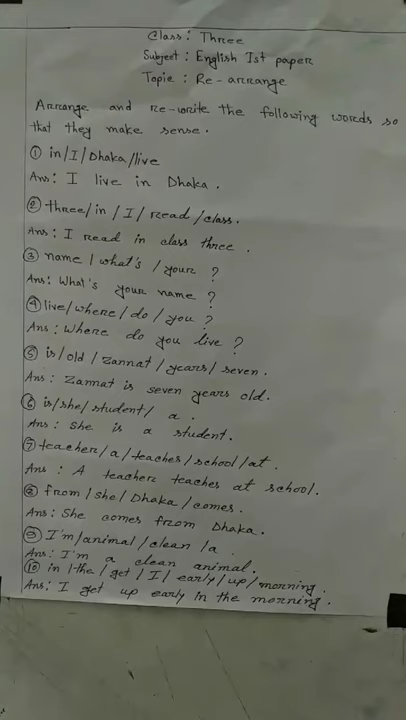 Class: Three
Subject: English Ist paper
Topic: Re-arrange
Arrange and re-write the following words so
that they make sense.
① in/I/Dhaka/live
Ans: I live in Dhaka.
② three/in/I/read/class.
Ans: I read in class three.
③ name/what's/your?
Ans: What's your name?
④ live/where/do/you?
Ans: Where do you live?
⑤ is/old/Zannat/years/seven.
Ans: Zannat is seven years old.
⑥ is/she/student/a.
Ans: She is a student.
⑦ teacher/a/teaches/school/at.
Ans: A teacher teaches at school.
⑧ from/she/Dhaka/comes.
Ans: She comes from Dhaka.
⑨ I'm/animal/clean/a.
Ans: I'm a clean animal.
⑩ in/the/get/I/early/up/morning.
Ans: I get up early in the morning.